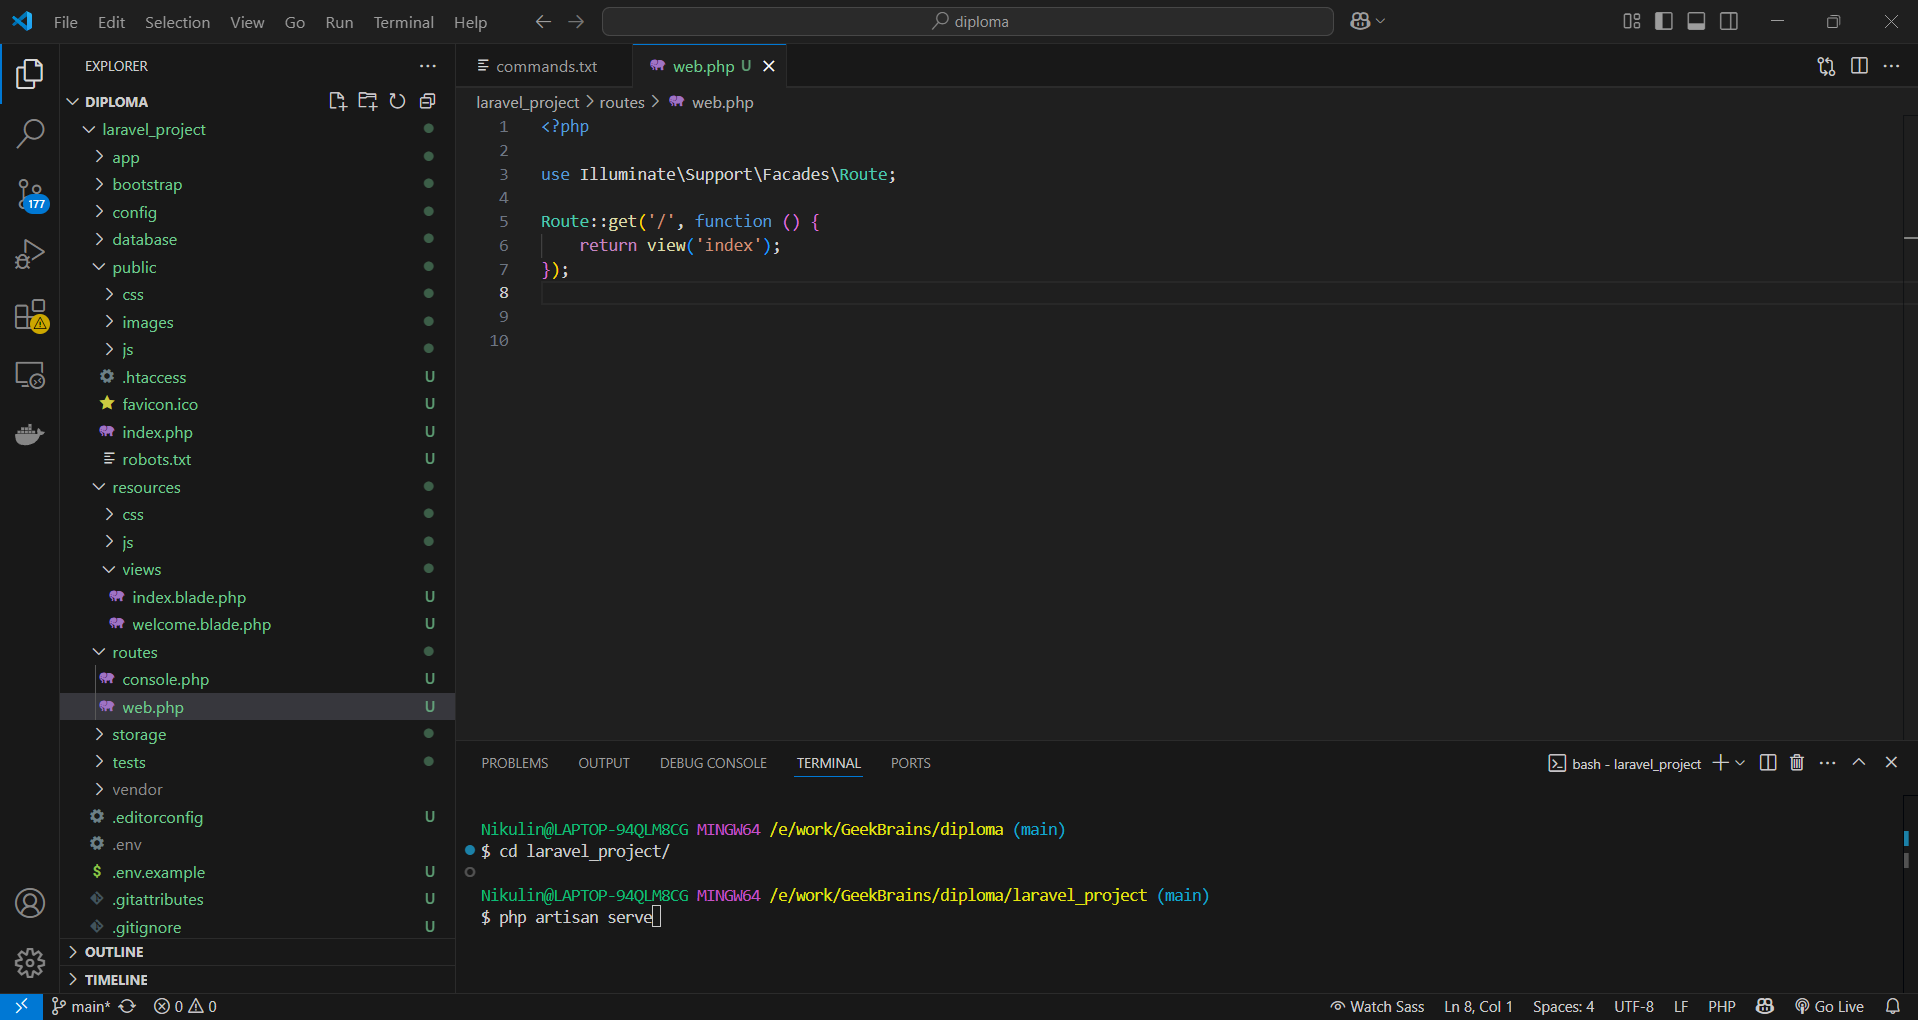 File Edit Selection View Go Run Terminal Help
diploma
EXPLORER
DIPLOMA
laravel_project
app
bootstrap
config
database
public
css
images
js
.htaccess U
favicon.ico U
index.php U
robots.txt U
resources
css
js
views
index.blade.php U
welcome.blade.php U
routes
console.php U
web.php U
storage
tests
vendor
.editorconfig U
.env
$ .env.example U
.gitattributes U
.gitignore U
OUTLINE
TIMELINE
177
commands.txt
web.php U
laravel_project > routes > web.php
1 <?php
2
3 use Illuminate\Support\Facades\Route;
4
5 Route::get('/', function () {
6     return view('index');
7 });
8
9
10
PROBLEMS OUTPUT DEBUG CONSOLE TERMINAL PORTS
bash - laravel_project
Nikulin@LAPTOP-94QLM8CG MINGW64 /e/work/GeekBrains/diploma (main)
$ cd laravel_project/
Nikulin@LAPTOP-94QLM8CG MINGW64 /e/work/GeekBrains/diploma/laravel_project (main)
$ php artisan serve
main* 0 0
Watch Sass Ln 8, Col 1 Spaces: 4 UTF-8 LF PHP Go Live